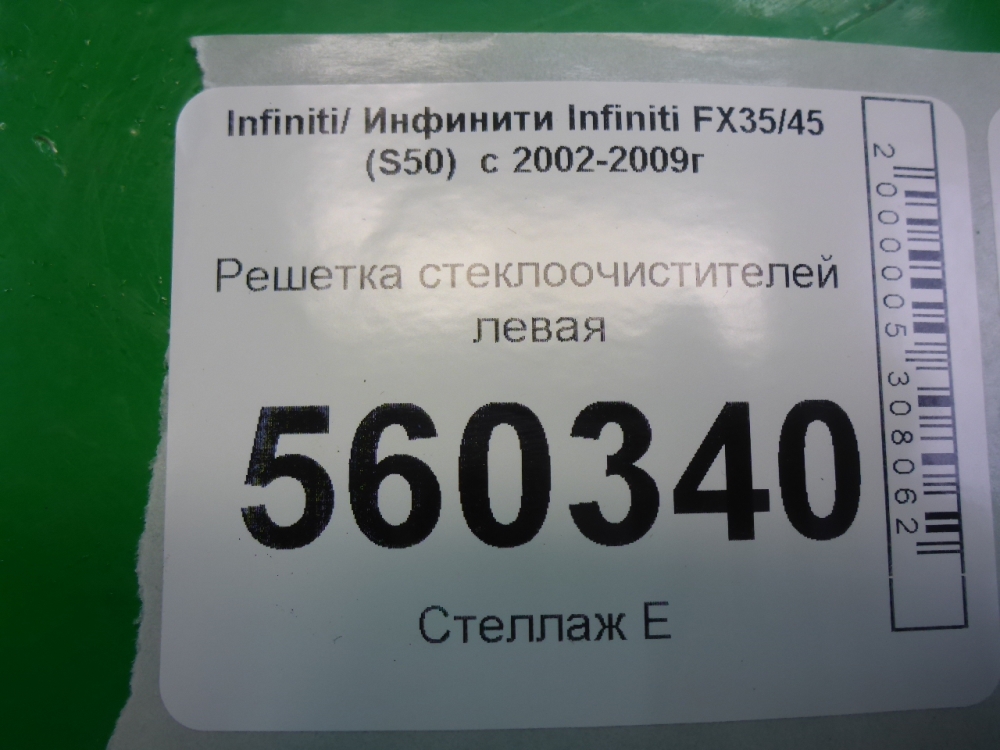 Infiniti/ Инфинити Infiniti FX35/45
(S50)  с 2002-2009г
Решетка стеклоочистителей
левая
560340
Стеллаж Е
2000005308062